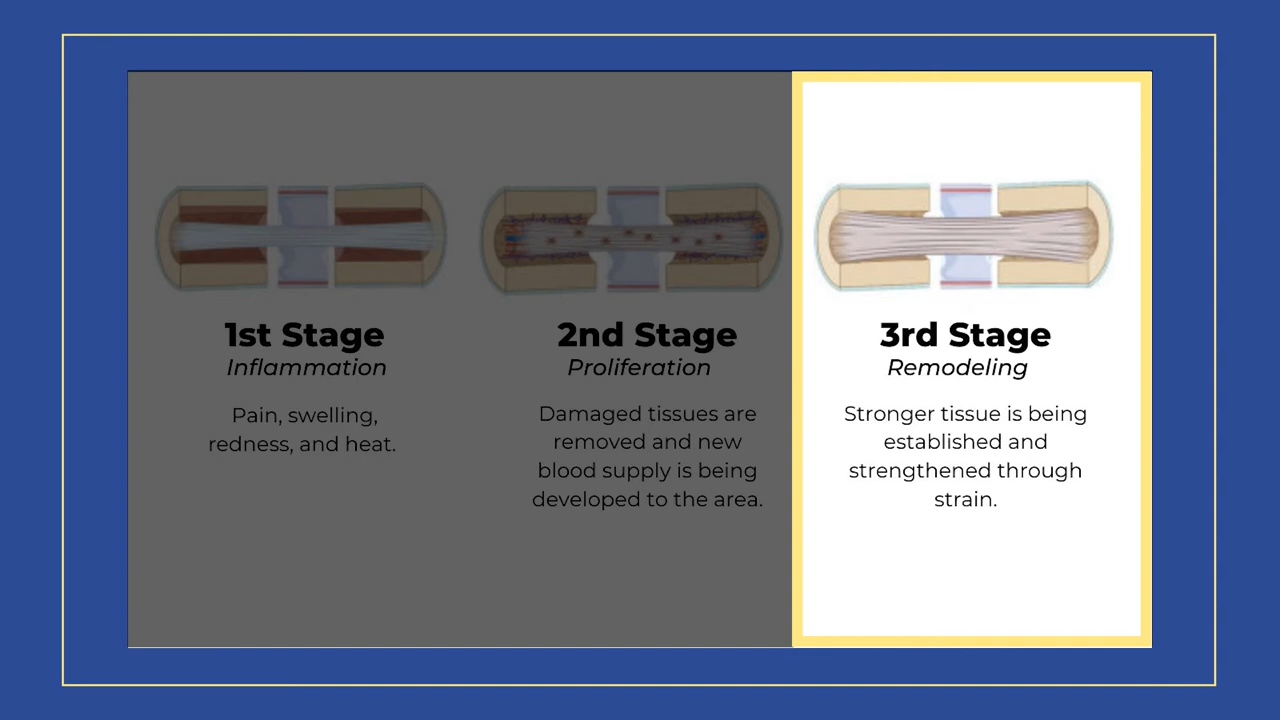 1st Stage
Inflammation
Pain, swelling,
redness, and heat.
2nd Stage
Proliferation
Damaged tissues are
removed and new
blood supply is being
developed to the area.
3rd Stage
Remodeling
Stronger tissue is being
established and
strengthened through
strain.